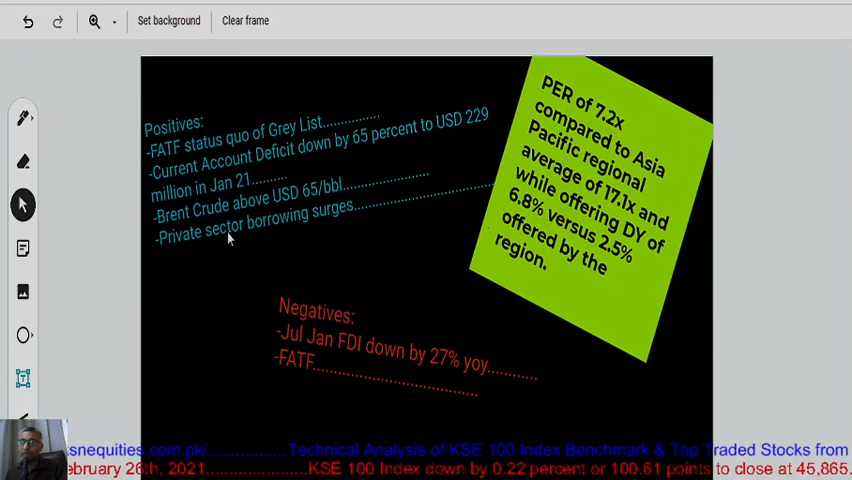 Set background
Clear frame
Positives:
-FATF status quo of Grey List...............
-Current Account Deficit down by 65 percent to USD 229
million in Jan 21..........
-Brent Crude above USD 65/bbl.......................
-Private sector borrowing surges......................................
PER of 7.2x
compared to Asia
Pacific regional
average of 17.1x and
while offering DY of
6.8% versus 2.5%
offered by the
region.
Negatives:
-Jul Jan FDI down by 27% yoy............
-FATF.......................................
snequities.com.pk/.................. Technical Analysis of KSE 100 Index Benchmark & Top Traded Stocks from
ebruary 26th, 2021.......................KSE 100 Index down by 0.22 percent or 100.61 points to close at 45,865.